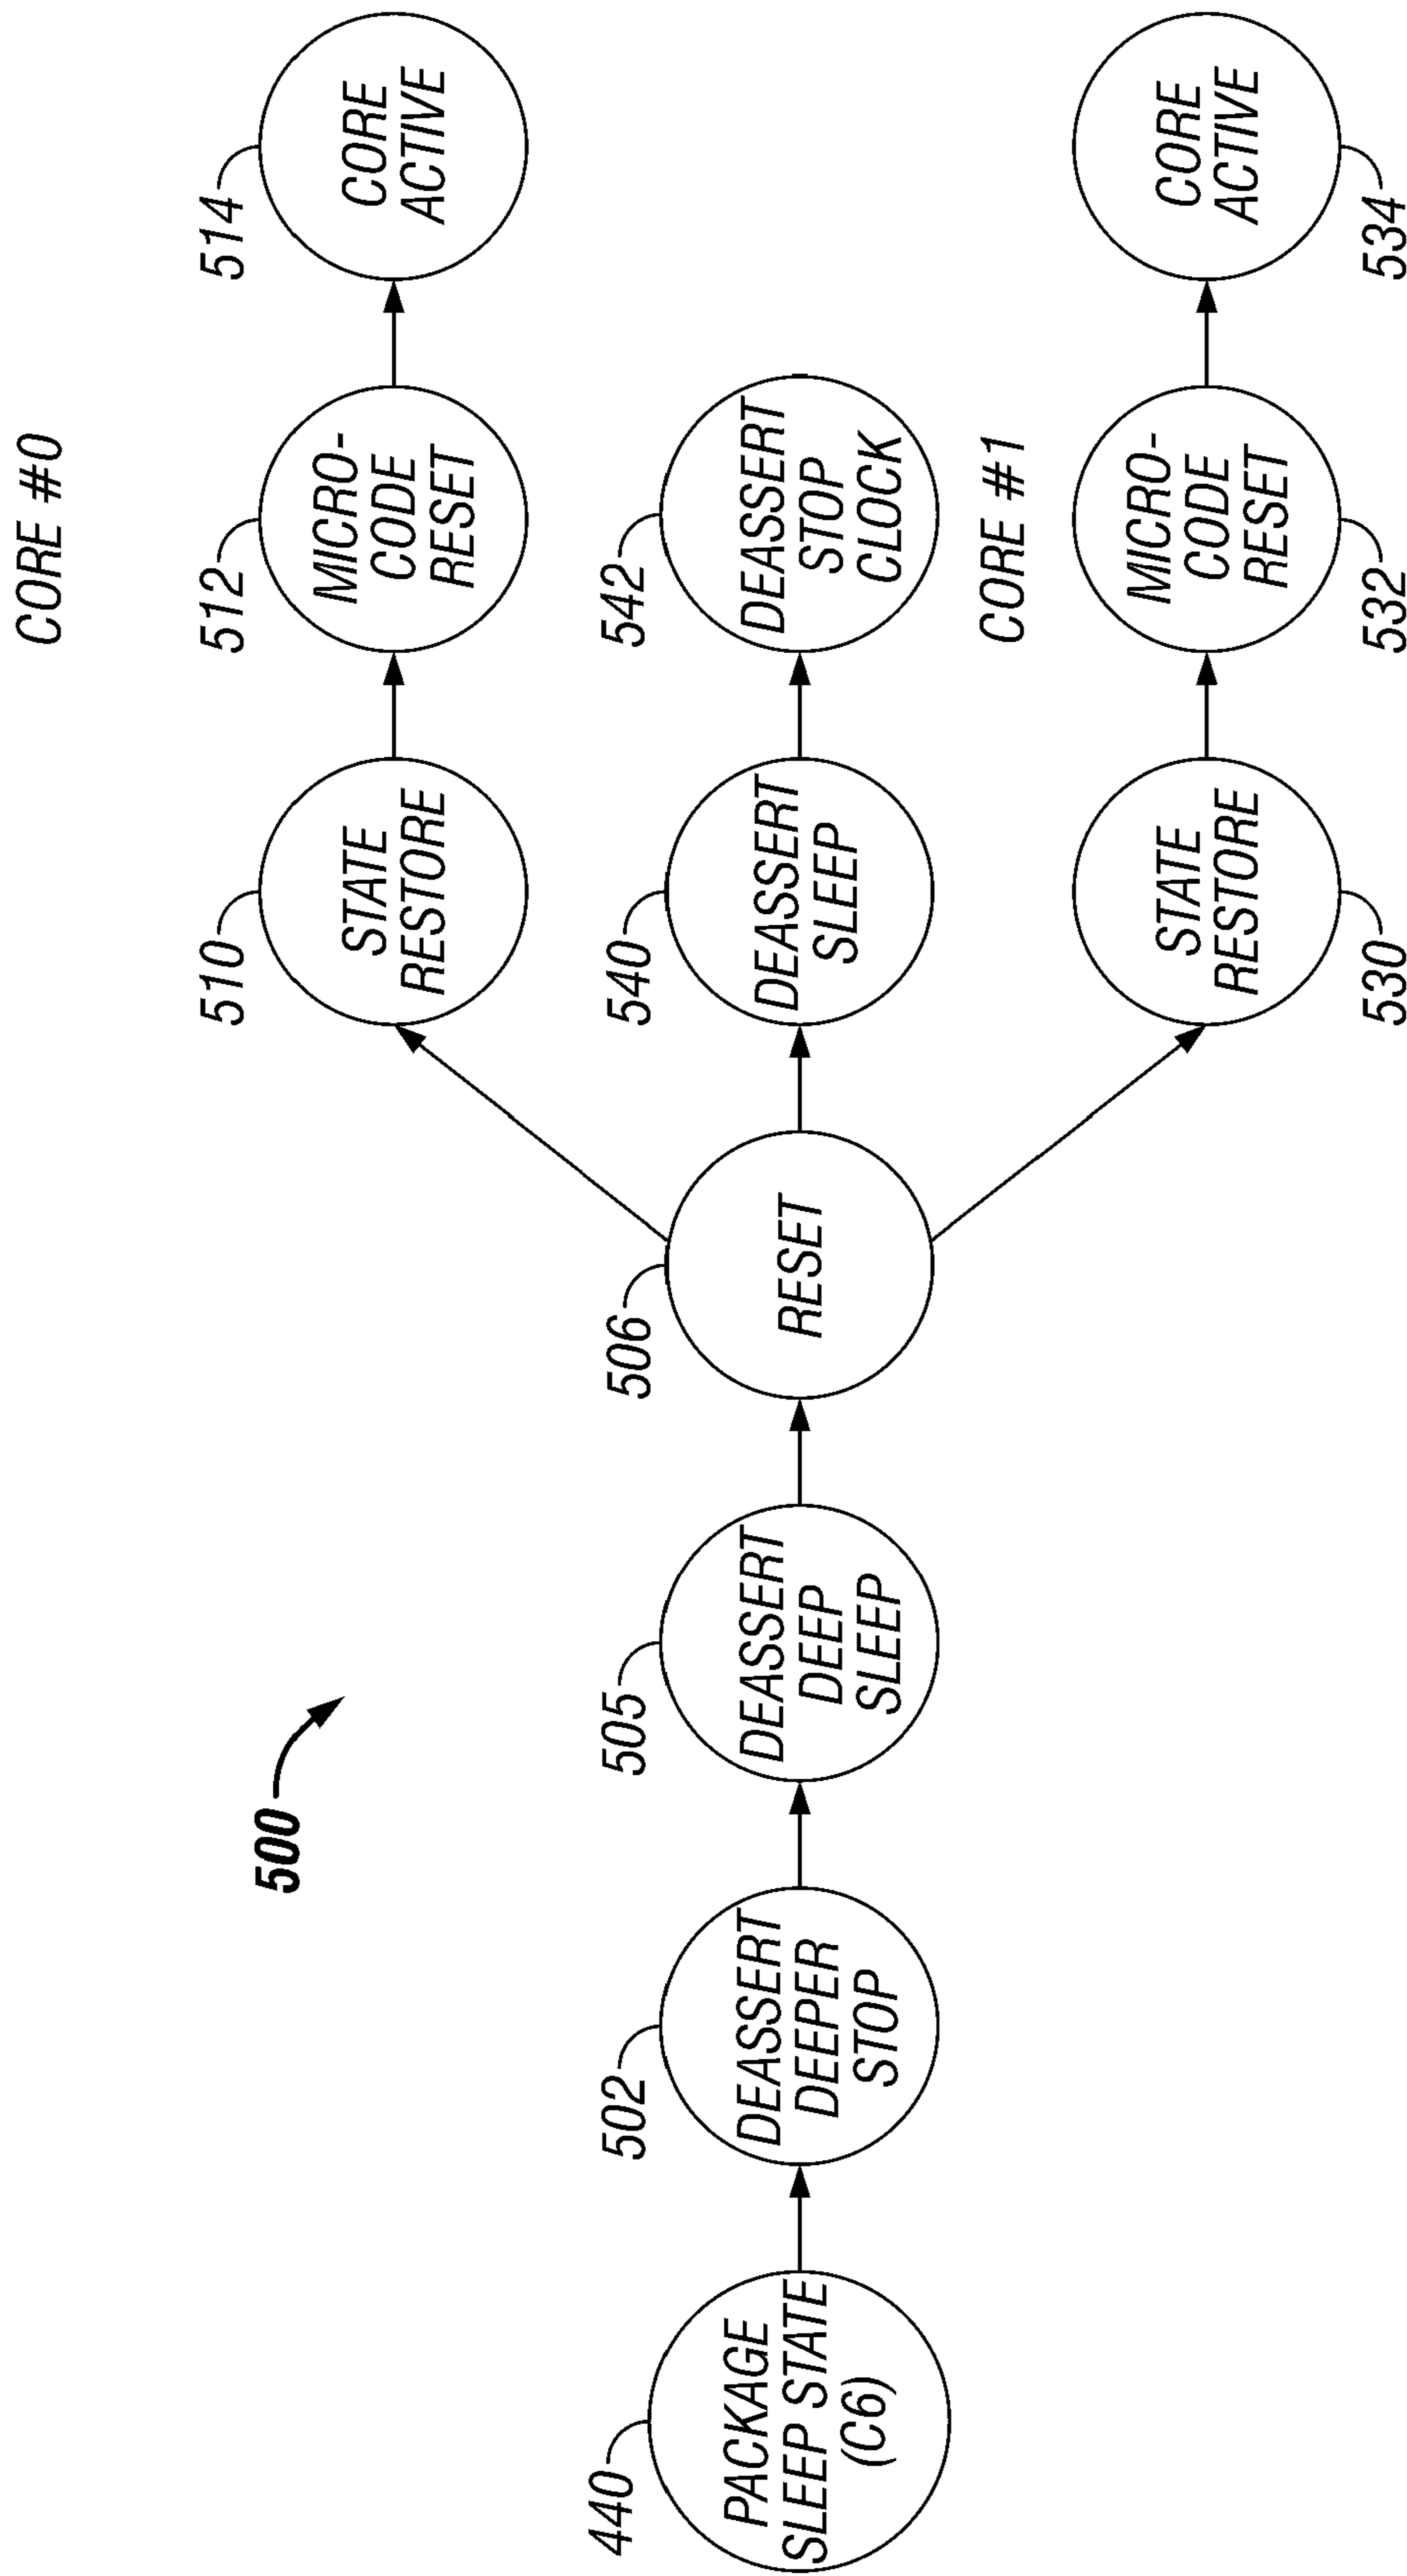 CORE #0
510
STATE
RESTORE
512
MICRO-
CODE
RESET
514
CORE
ACTIVE
500
440
PACKAGE
SLEEP STATE
(C6)
502
DEASSERT
DEEPER
STOP
505
DEASSERT
DEEP
SLEEP
506
RESET
540
DEASSERT
SLEEP
542
DEASSERT
STOP
CLOCK
CORE #1
STATE
RESTORE
530
MICRO-
CODE
RESET
532
CORE
ACTIVE
534